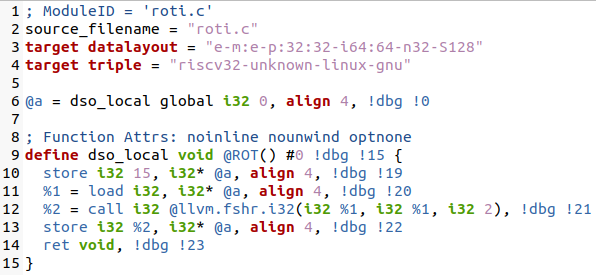 1 ; ModuleID = 'roti.c'
2 source_filename = "roti.c"
3 target datalayout = "e-m:e-p:32:32-i64:64-n32-S128"
4 target triple = "riscv32-unknown-linux-gnu"
5
6 @a = dso_local global i32 0, align 4, !dbg !0
7
8 ; Function Attrs: noinline nounwind optnone
9 define dso_local void @ROT() #0 !dbg !15 {
10   store i32 15, i32* @a, align 4, !dbg !19
11   %1 = load i32, i32* @a, align 4, !dbg !20
12   %2 = call i32 @llvm.fshr.i32(i32 %1, i32 %1, i32 2), !dbg !21
13   store i32 %2, i32* @a, align 4, !dbg !22
14   ret void, !dbg !23
15 }